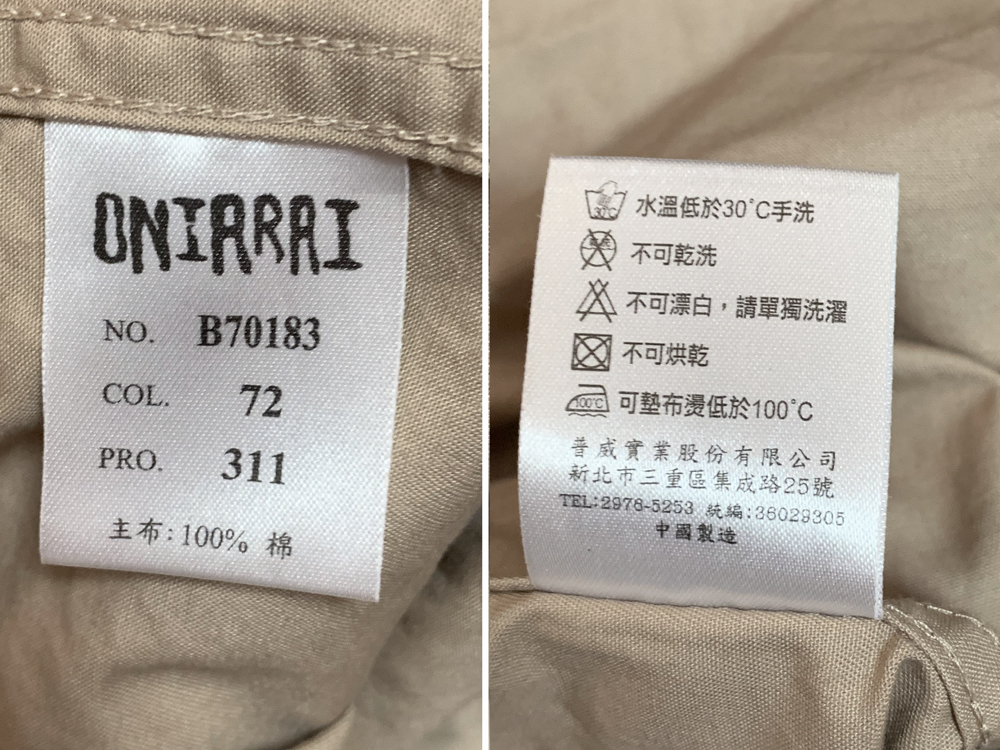 ONIARAI
NO. B70183
COL. 72
PRO. 311
主布:100% 棉
30°C 水溫低於30°C手洗
不可乾洗
不可漂白，請單獨洗濯
不可烘乾
100°C 可墊布燙低於100°C
普威實業股份有限公司
新北市三重區集成路25號
TEL:2976-5253 統編:36029305
中國製造